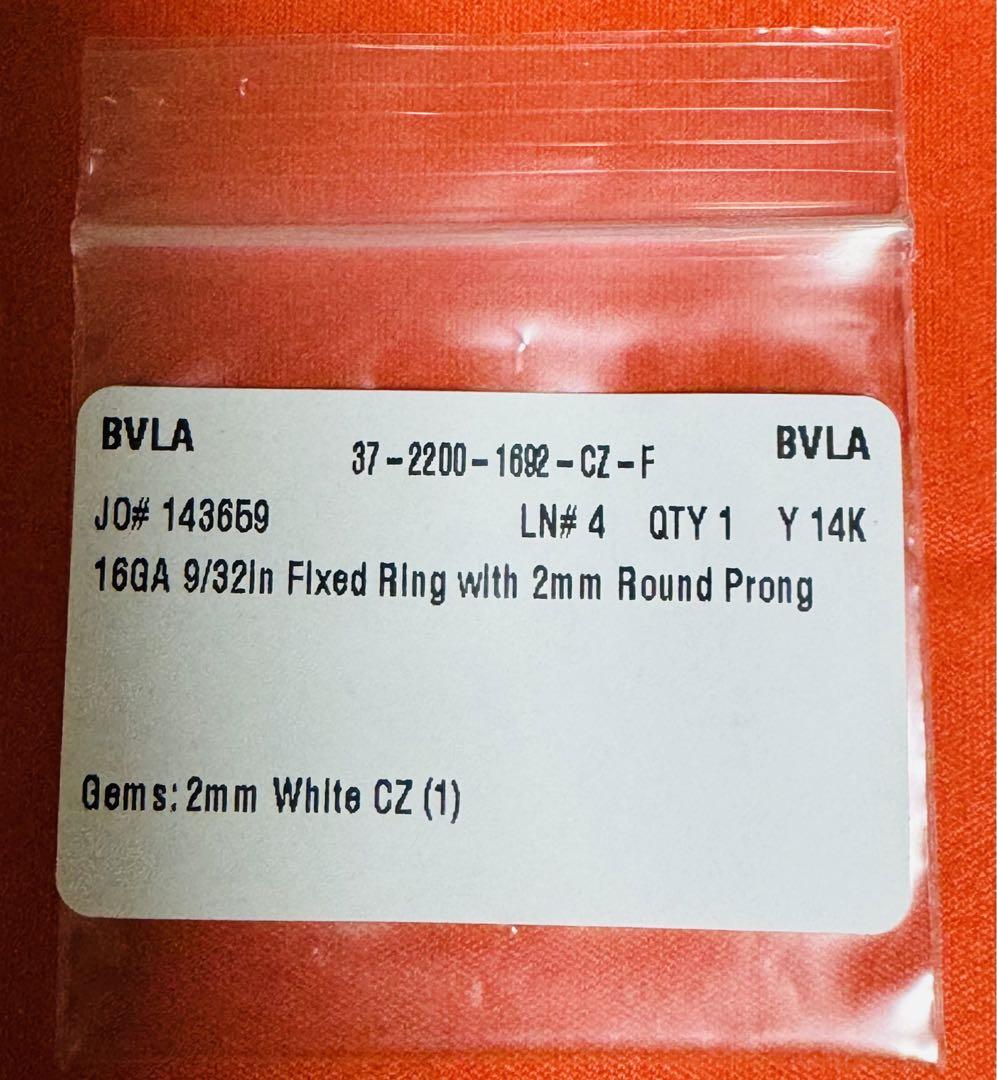 BVLA 37-2200-1692-CZ-F BVLA
JO# 143659 LN# 4 QTY 1 Y 14K
16GA 9/32in Fixed Ring with 2mm Round Prong
Gems: 2mm White CZ (1)